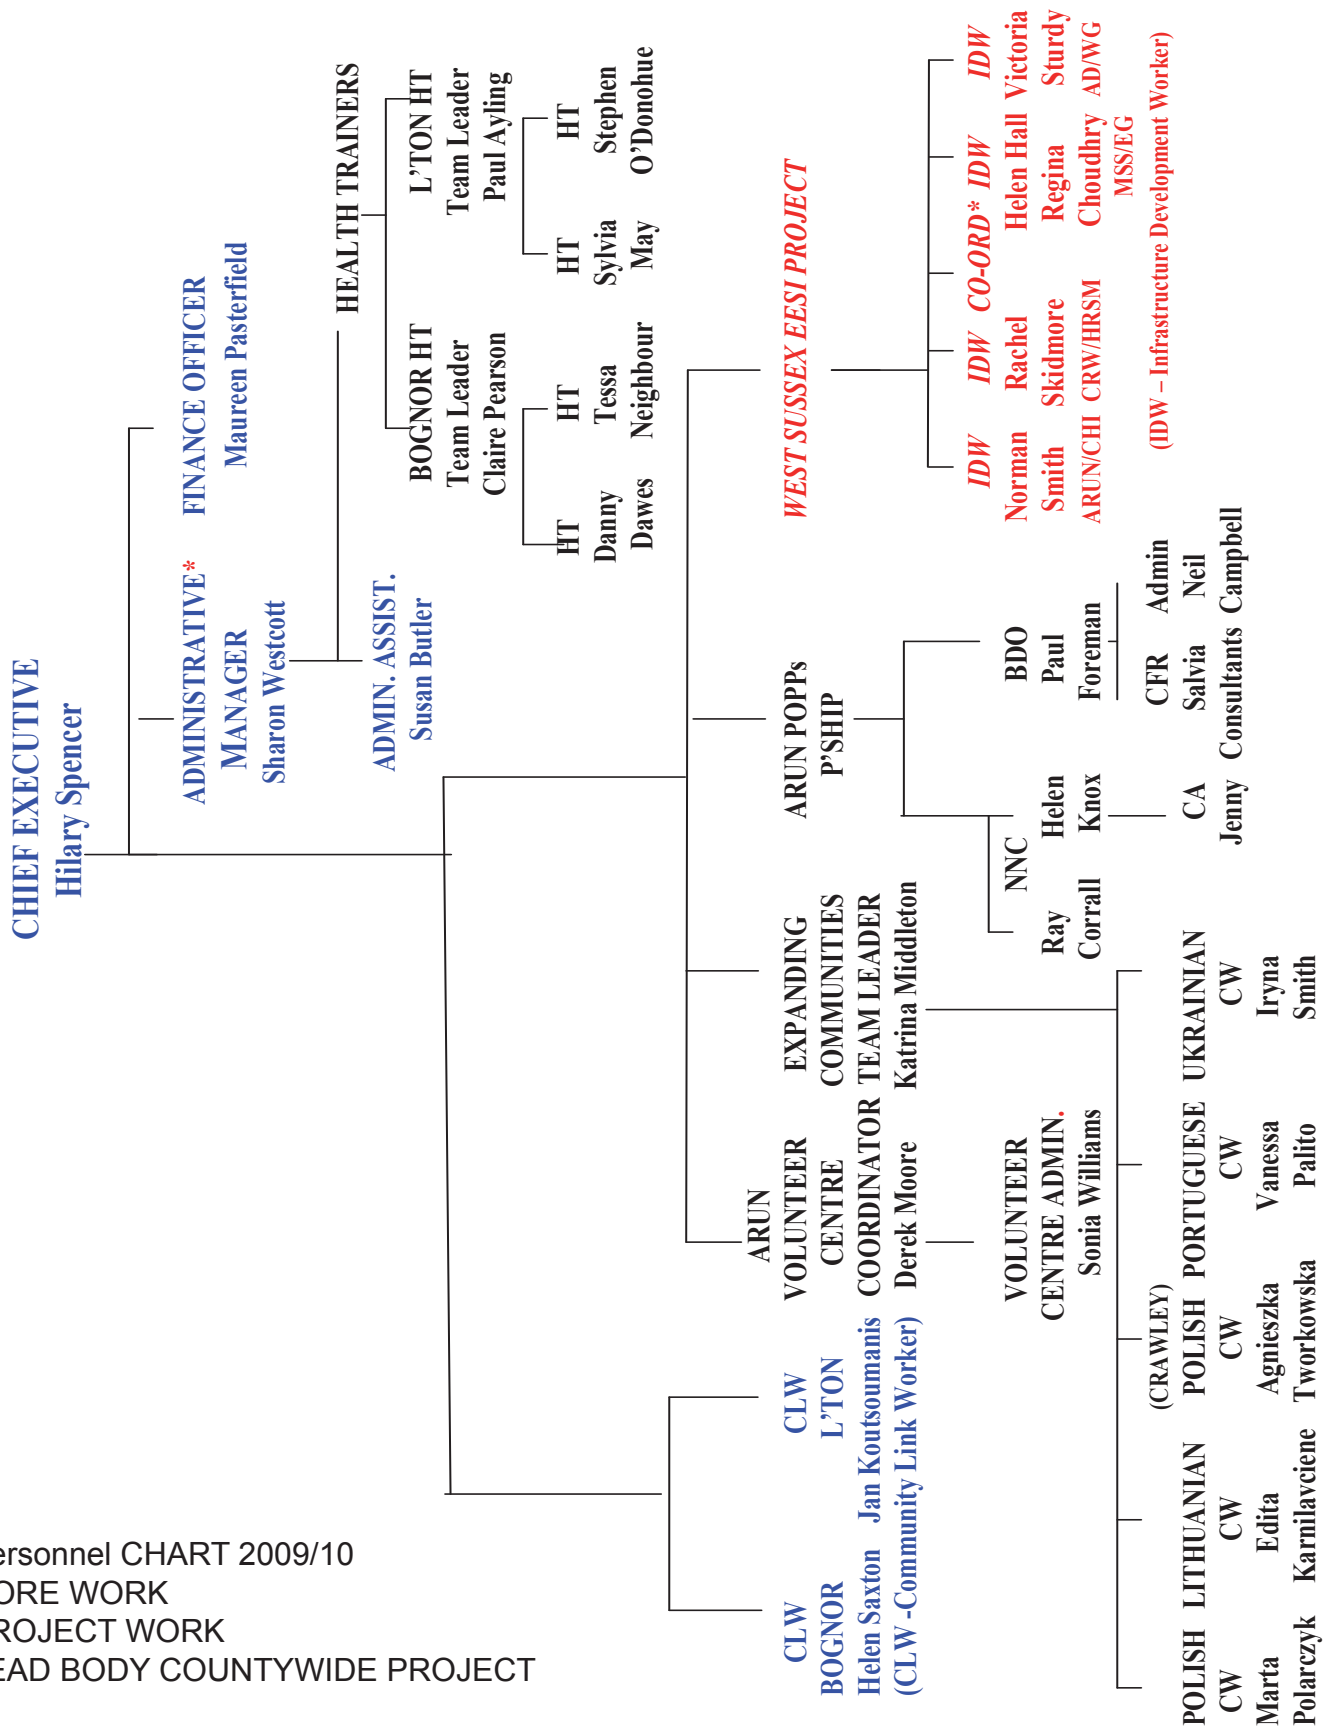 CHIEF EXECUTIVE
Hilary Spencer
ADMINISTRATIVE*
MANAGER
Sharon Westcott
FINANCE OFFICER
Maureen Pasterfield
ADMIN. ASSIST.
Susan Butler
HEALTH TRAINERS
BOGNOR HT
Team Leader
Claire Pearson
L'TON HT
Team Leader
Paul Ayling
HT
Danny
Dawes
HT
Tessa
Neighbour
HT
Sylvia
May
HT
Stephen
O'Donohue
CLW
BOGNOR
Helen Saxton
CLW
L'TON
Jan Koutsoumanis
(CLW -Community Link Worker)
ARUN
VOLUNTEER
CENTRE
COORDINATOR
Derek Moore
EXPANDING
COMMUNITIES
TEAM LEADER
Katrina Middleton
ARUN POPPs
P'SHIP
WEST SUSSEX EESI PROJECT
VOLUNTEER
CENTRE ADMIN.
Sonia Williams
NNC
Ray
Corrall
Helen
Knox
CA
Jenny
BDO
Paul
Foreman
CFR
Salvia
Consultants
Admin
Neil
Campbell
IDW
Norman
Smith
ARUN/CHI
IDW
Rachel
Skidmore
CRW/HRSM
CO-ORD*
Helen Hall
IDW
Regina
Choudhry
MSS/EG
IDW
Victoria
Sturdy
AD/WG
(IDW – Infrastructure Development Worker)
POLISH
CW
Marta
Polarczyk
LITHUANIAN
CW
Edita
Karnilavciene
(CRAWLEY)
POLISH
CW
Agnieszka
Tworkowska
PORTUGUESE
CW
Vanessa
Palito
UKRAINIAN
CW
Iryna
Smith
ersonnel CHART 2009/10
ORE WORK
ROJECT WORK
EAD BODY COUNTYWIDE PROJECT